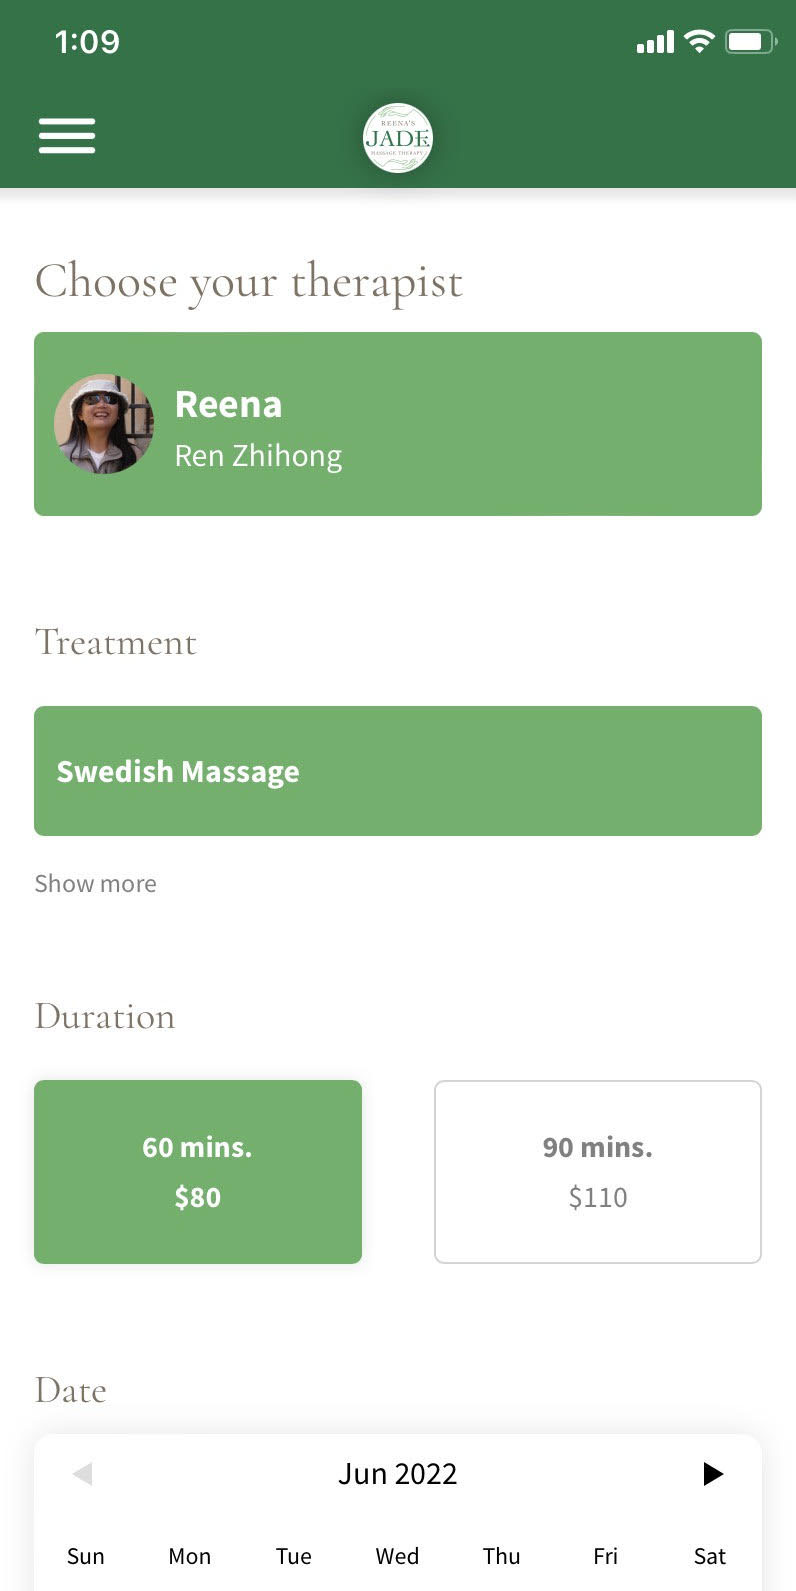 1:09
REENA'S
JADE
MASSAGE THERAPY
Choose your therapist
Reena
Ren Zhihong
Treatment
Swedish Massage
Show more
Duration
60 mins.
$80
90 mins.
$110
Date
Jun 2022
Sun Mon Tue Wed Thu Fri Sat